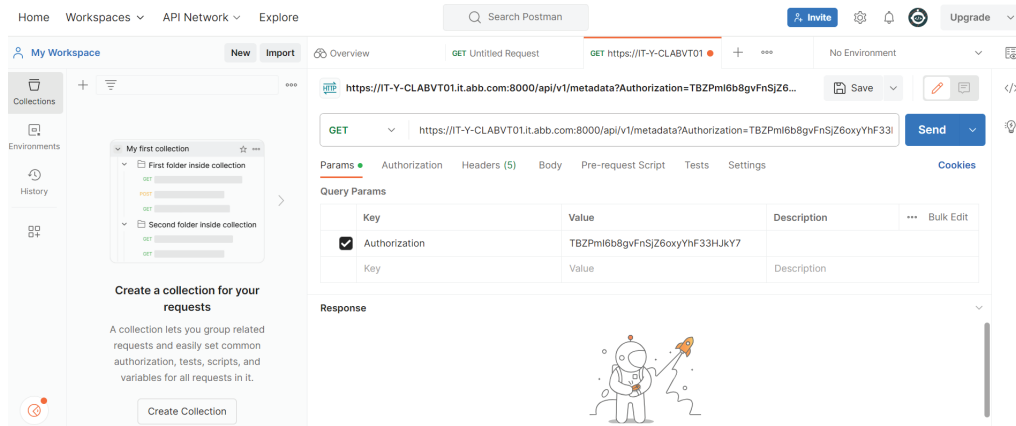 Home Workspaces API Network Explore Search Postman Invite Upgrade
My Workspace New Import Overview GET Untitled Request GET https://IT-Y-CLABVT01 No Environment
Collections
Environments
History
HTTP https://IT-Y-CLABVT01.it.abb.com:8000/api/v1/metadata?Authorization=TBZPmI6b8gvFnSjZ6... Save
GET https://IT-Y-CLABVT01.it.abb.com:8000/api/v1/metadata?Authorization=TBZPmI6b8gvFnSjZ6oxyYhF33 Send
Params Authorization Headers (5) Body Pre-request Script Tests Settings Cookies
Query Params
Key Value Description Bulk Edit
Authorization TBZPmI6b8gvFnSjZ6oxyYhF33HJkY7
Key Value Description
Response
My first collection
First folder inside collection
GET
POST
GET
Second folder inside collection
GET
GET
Create a collection for your
requests
A collection lets you group related
requests and easily set common
authorization, tests, scripts, and
variables for all requests in it.
Create Collection